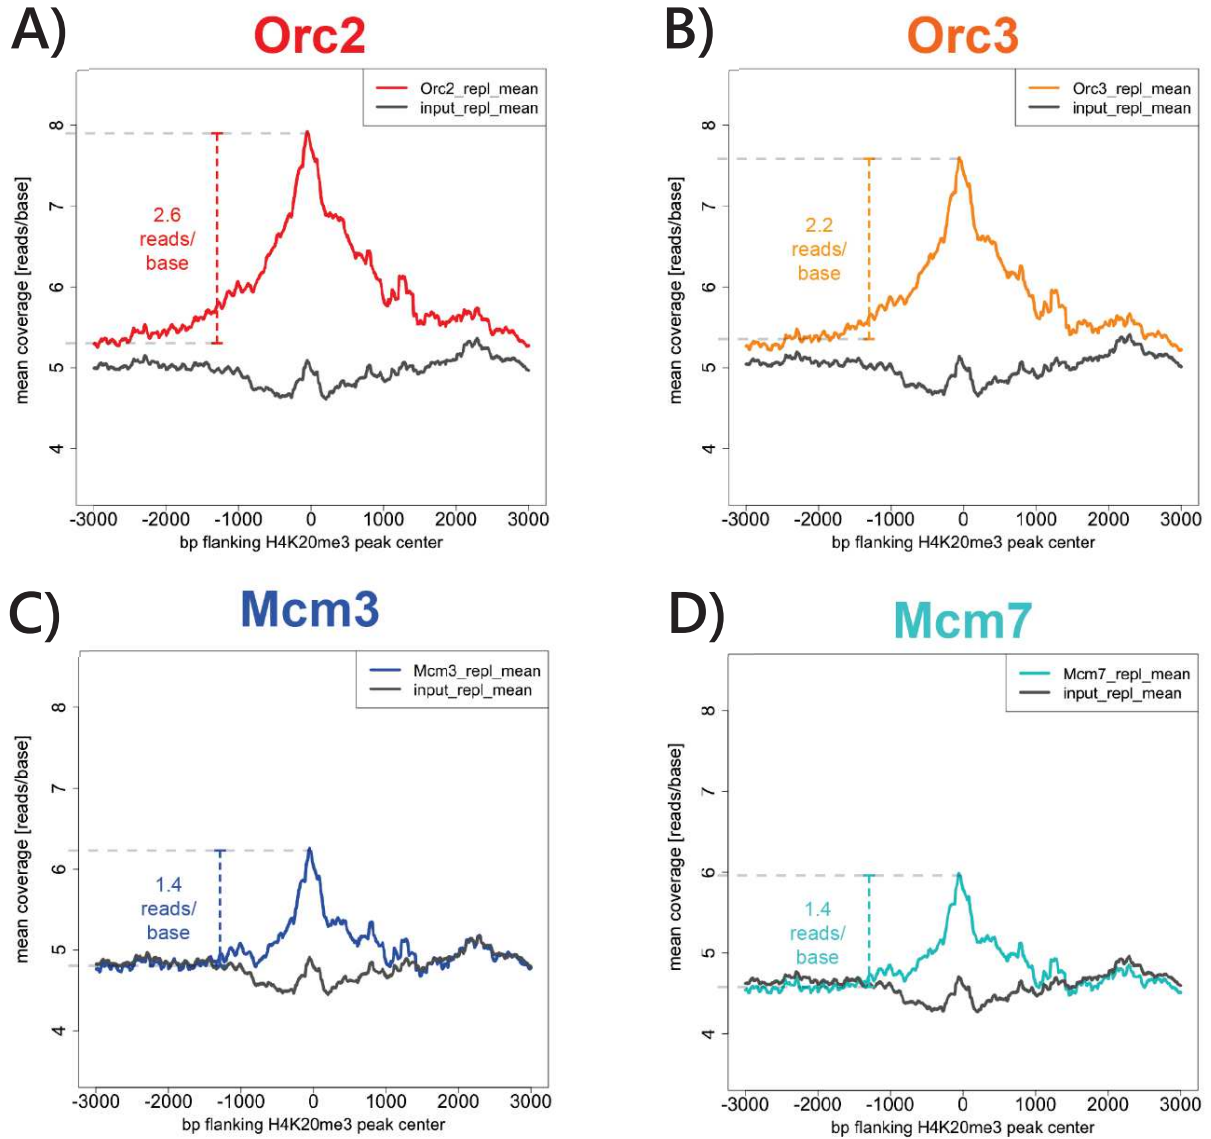 A)
Orc2
Orc2_repl_mean
input_repl_mean
mean coverage [reads/base]
8
7
6
5
4
2.6
reads/
base
-3000 -2000 -1000 0 1000 2000 3000
bp flanking H4K20me3 peak center
B)
Orc3
Orc3_repl_mean
input_repl_mean
mean coverage [reads/base]
8
7
6
5
4
2.2
reads/
base
-3000 -2000 -1000 0 1000 2000 3000
bp flanking H4K20me3 peak center
C)
Mcm3
Mcm3_repl_mean
input_repl_mean
mean coverage [reads/base]
8
7
6
5
4
1.4
reads/
base
-3000 -2000 -1000 0 1000 2000 3000
bp flanking H4K20me3 peak center
D)
Mcm7
Mcm7_repl_mean
input_repl_mean
mean coverage [reads/base]
8
7
6
5
4
1.4
reads/
base
-3000 -2000 -1000 0 1000 2000 3000
bp flanking H4K20me3 peak center